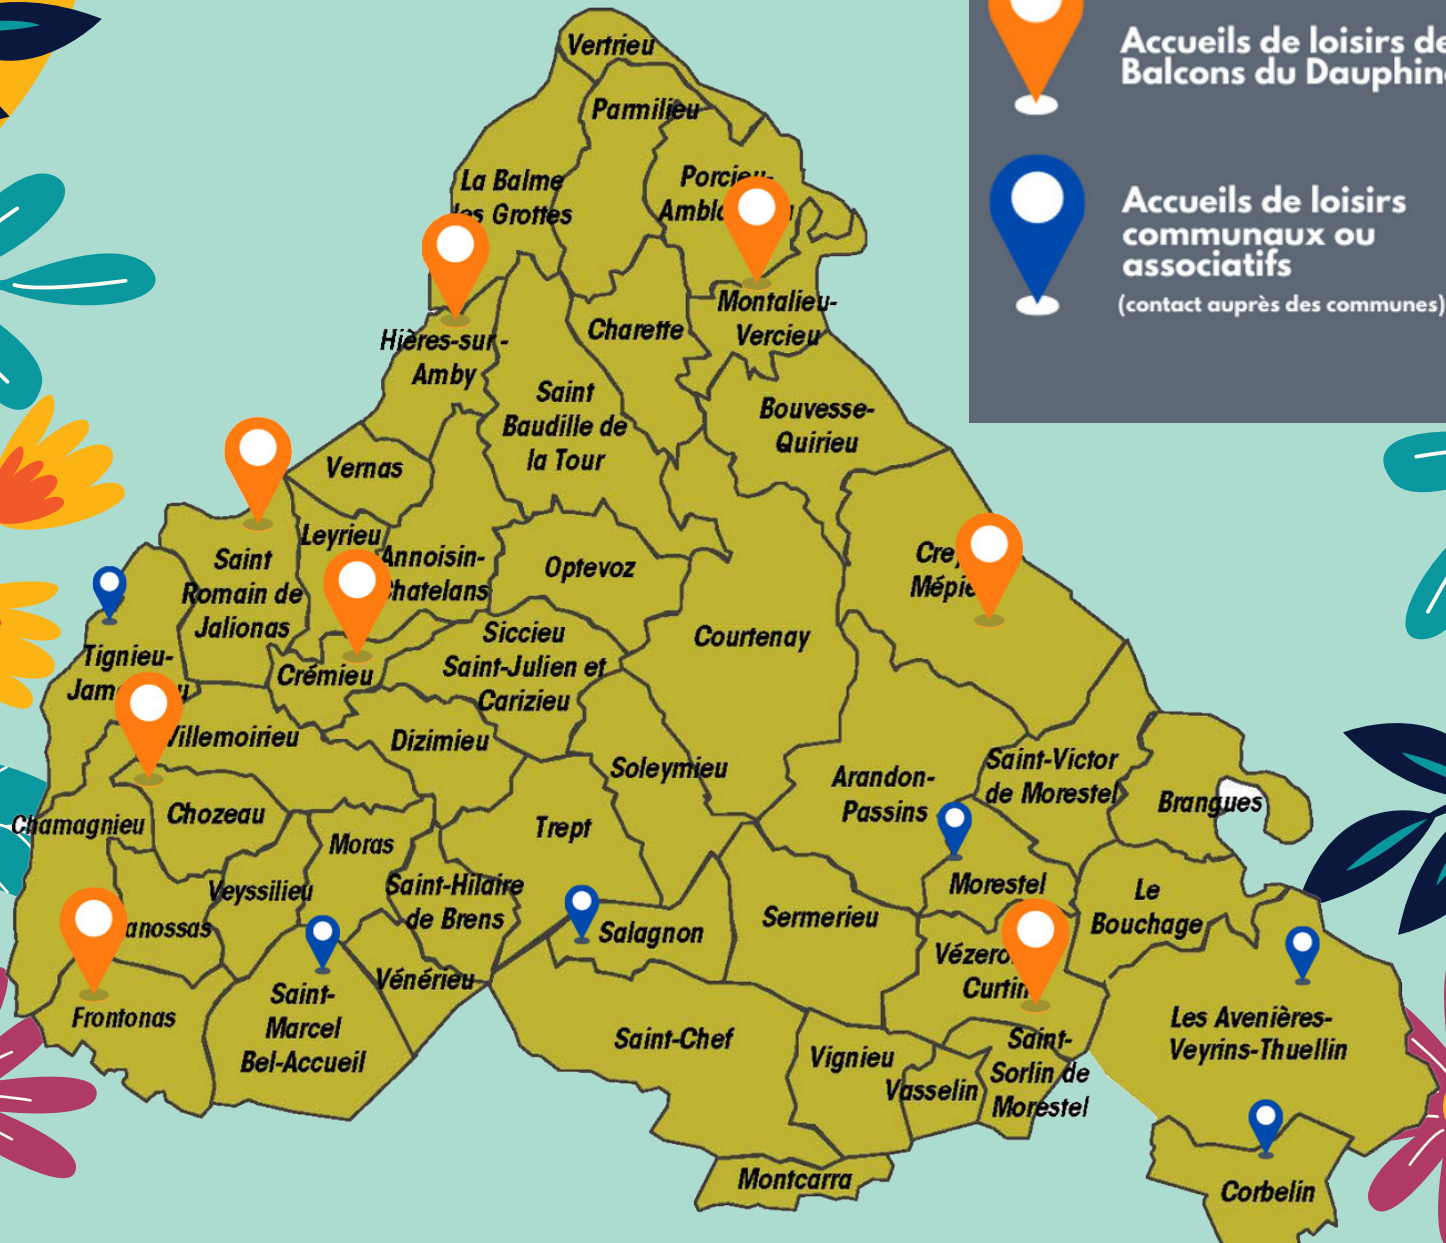 Accueils de loisirs de
Balcons du Dauphin
Accueils de loisirs
communaux ou
associatifs
(contact auprès des communes)
Vertrieu
Parmilieu
La Balme
les Grottes
Porcieu-
Hières-sur-
Amby
Charette
Montalieu-
Vercieu
Saint
Baudille de
la Tour
Bouvesse-
Quirieu
Vernas
Leyrieu
Annoisin-
Chatelans
Optevoz
Saint
Romain de
Jalionas
Crémieu
Siccieu
Saint-Julien et
Carizieu
Courtenay
Tignieu-
Villemoirieu
Dizimieu
Soleymieu
Arandon-
Passins
Saint-Victor
de Morestel
Brangues
Chamagnieu
Chozeau
Moras
Trept
Veyssilieu
Saint-Hilaire
de Brens
Salagnon
Sermerieu
Morestel
Le
Bouchage
anossas
Vénérieu
Curtin
Frontonas
Saint-
Marcel
Bel-Accueil
Saint-Chef
Vignieu
Vasselin
Saint-
Sorlin de
Morestel
Les Avenières-
Veyrins-Thuellin
Montcarra
Corbelin